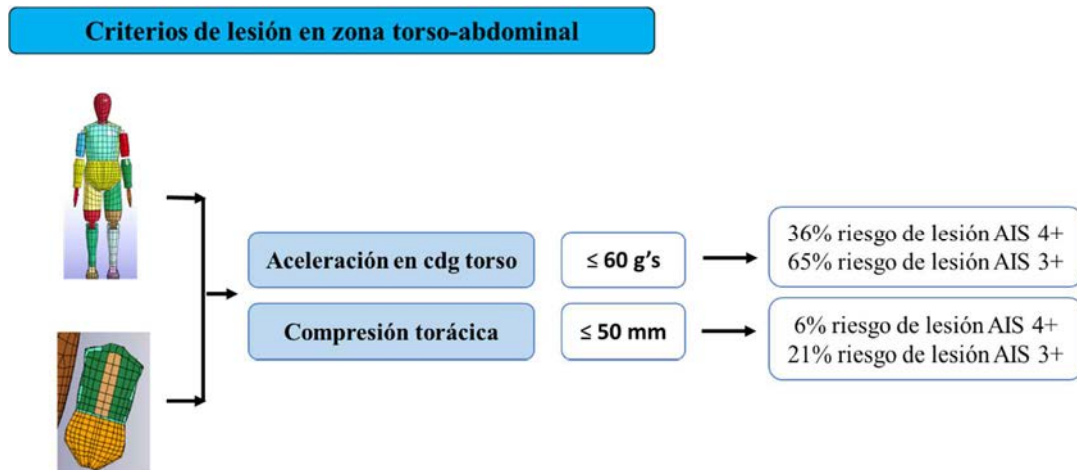 Criterios de lesión en zona torso-abdominal
Aceleración en cdg torso
≤ 60 g's
36% riesgo de lesión AIS 4+
65% riesgo de lesión AIS 3+
Compresión torácica
≤ 50 mm
6% riesgo de lesión AIS 4+
21% riesgo de lesión AIS 3+